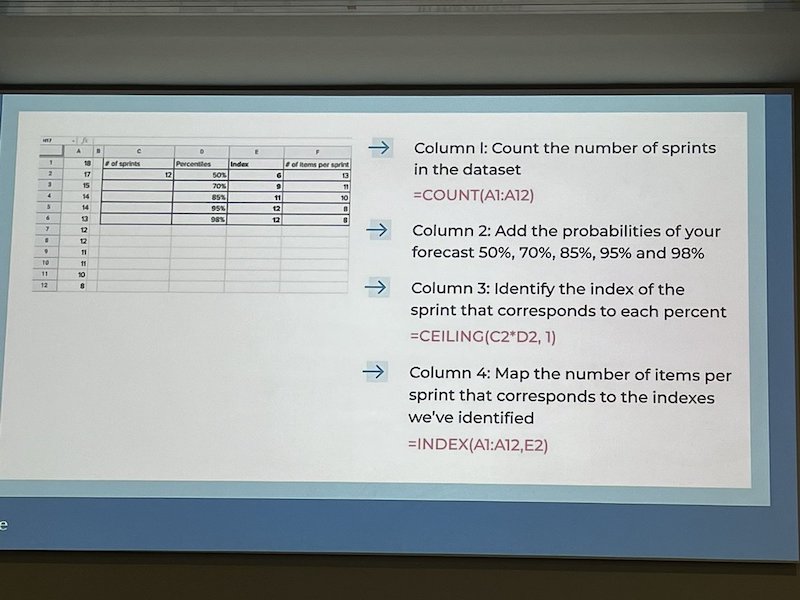 H17 fx
A B C D E F
1 18 # of sprints Percentiles Index # of items per sprint
2 17 12 50% 6 13
3 15 70% 9 11
4 14 85% 11 10
5 14 95% 12 8
6 13 98% 12 8
7 12
8 12
9 11
10 11
11 10
12 8
Column I: Count the number of sprints
in the dataset
=COUNT(A1:A12)
Column 2: Add the probabilities of your
forecast 50%, 70%, 85%, 95% and 98%
Column 3: Identify the index of the
sprint that corresponds to each percent
=CEILING(C2*D2, 1)
Column 4: Map the number of items per
sprint that corresponds to the indexes
we've identified
=INDEX(A1:A12,E2)
e